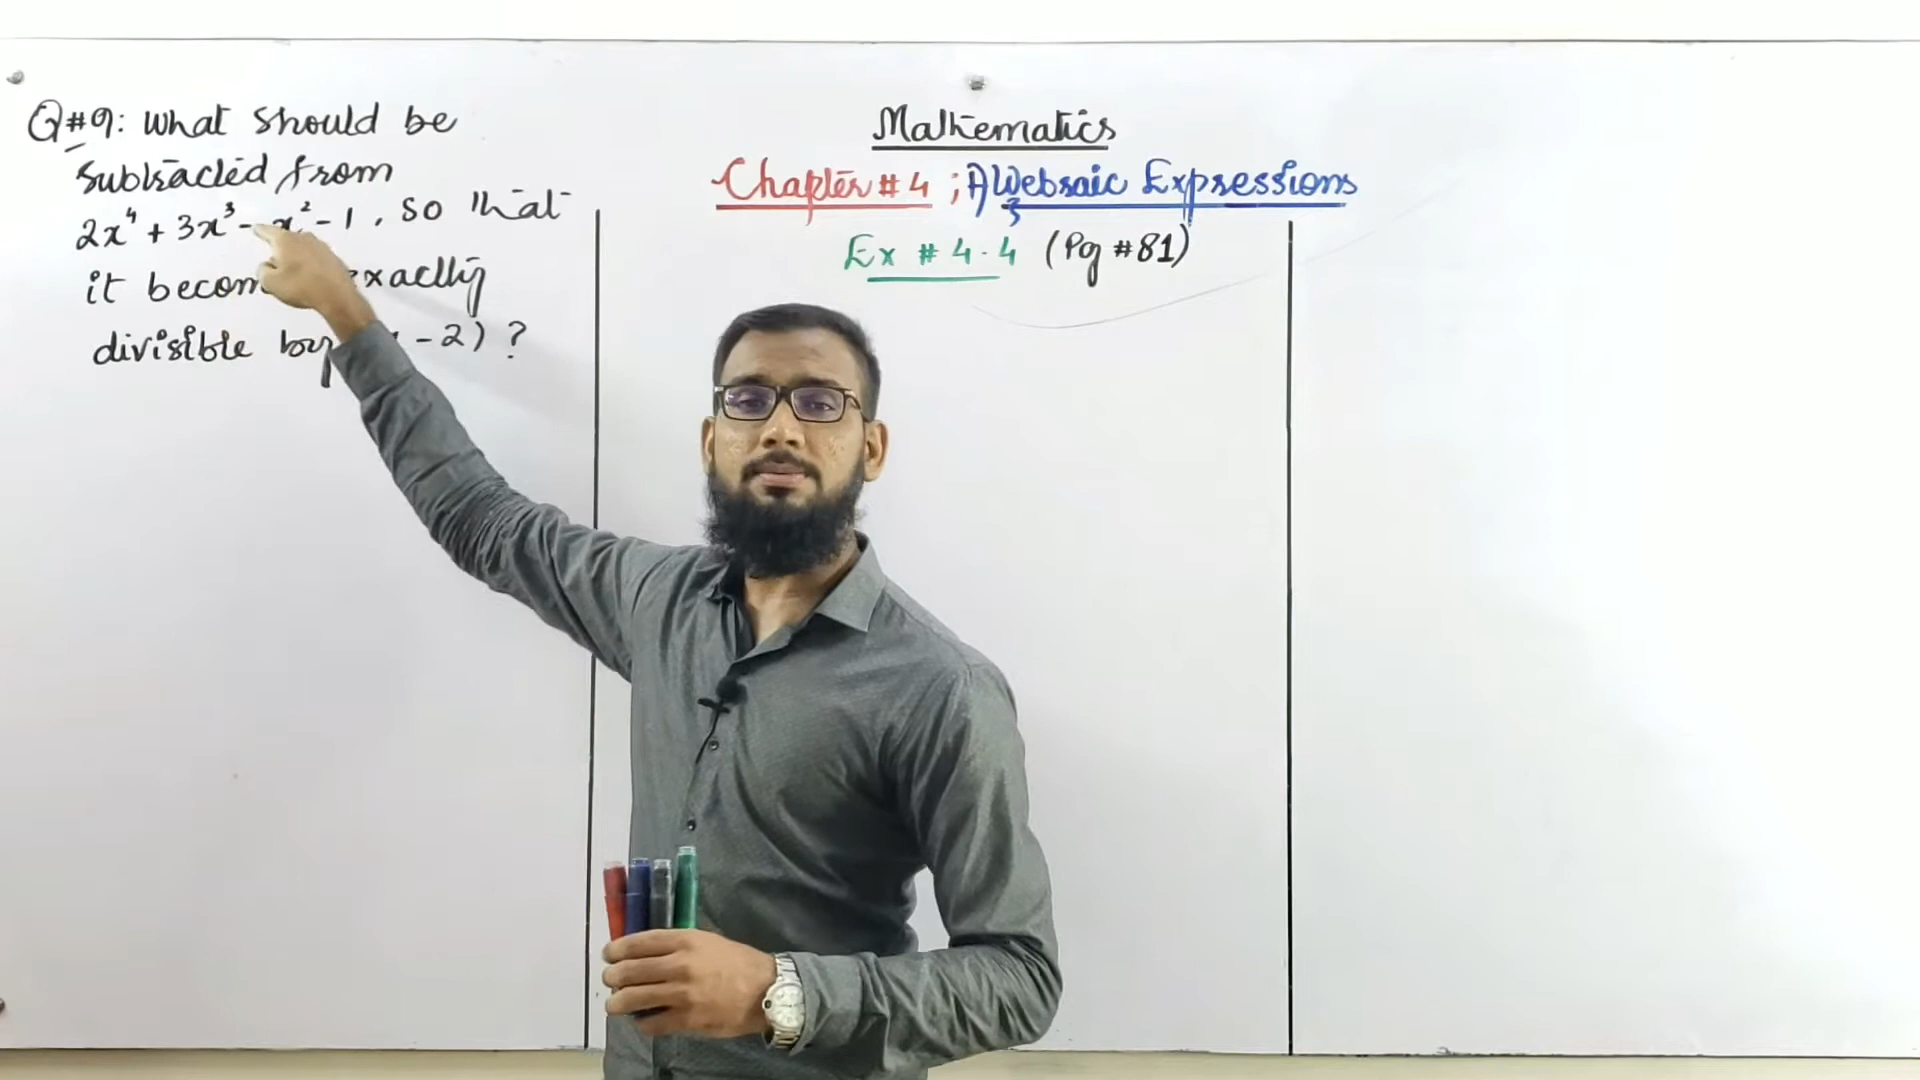 Q#9: What should be
subtracted from
2x⁴ + 3x³ - x² - 1, so that
it exactly
divisible by - 2) ?
Mathematics
Chapter # 4 ; Algebraic Expressions
Ex # 4.4 (Pg #81)